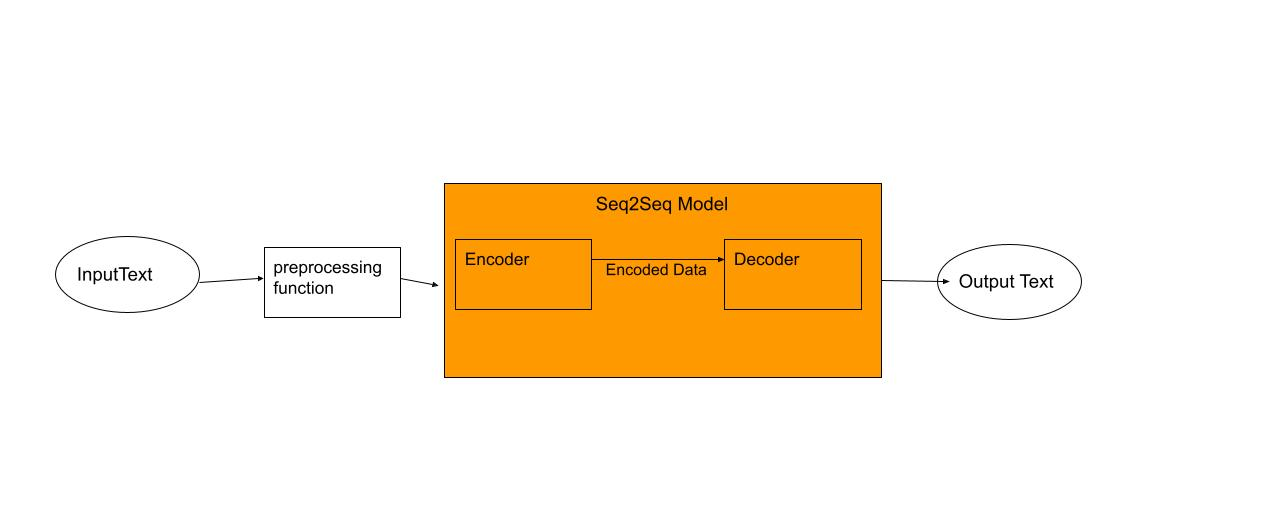 Seq2Seq Model
InputText
preprocessing
function
Encoder
Encoded Data
Decoder
Output Text